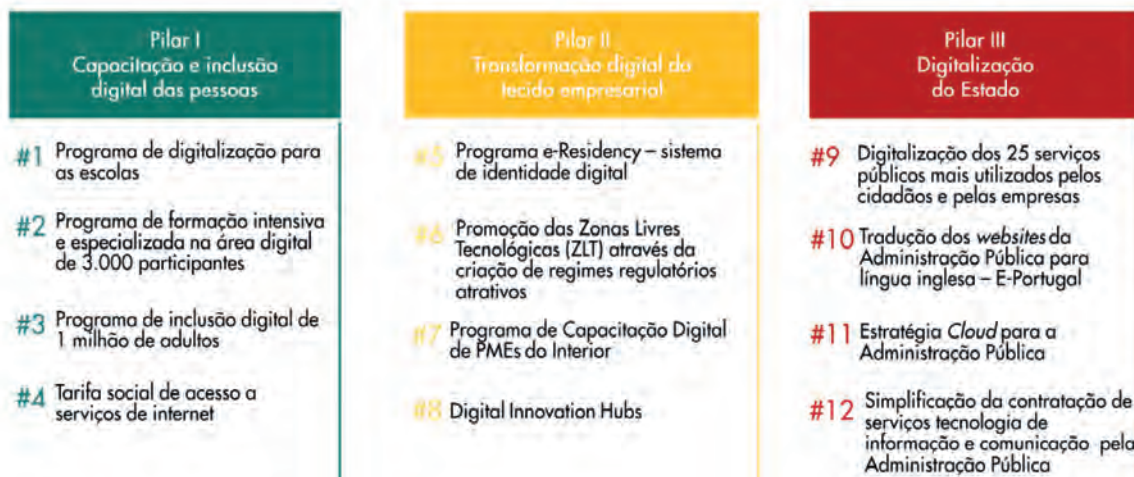 Pilar I
Capacitação e inclusão
digital das pessoas
#1 Programa de digitalização para
as escolas
#2 Programa de formação intensiva
e especializada na área digital
de 3.000 participantes
#3 Programa de inclusão digital de
1 milhão de adultos
#4 Tarifa social de acesso a
serviços de internet
Pilar II
Transformação digital do
tecido empresarial
#5 Programa e-Residency – sistema
de identidade digital
#6 Promoção das Zonas Livres
Tecnológicas (ZLT) através da
criação de regimes regulatórios
atrativos
#7 Programa de Capacitação Digital
de PMEs do Interior
#8 Digital Innovation Hubs
Pilar III
Digitalização
do Estado
#9 Digitalização dos 25 serviços
públicos mais utilizados pelos
cidadãos e pelas empresas
#10 Tradução dos websites da
Administração Pública para
língua inglesa – E-Portugal
#11 Estratégia Cloud para a
Administração Pública
#12 Simplificação da contratação de
serviços tecnologia de
informação e comunicação pela
Administração Pública